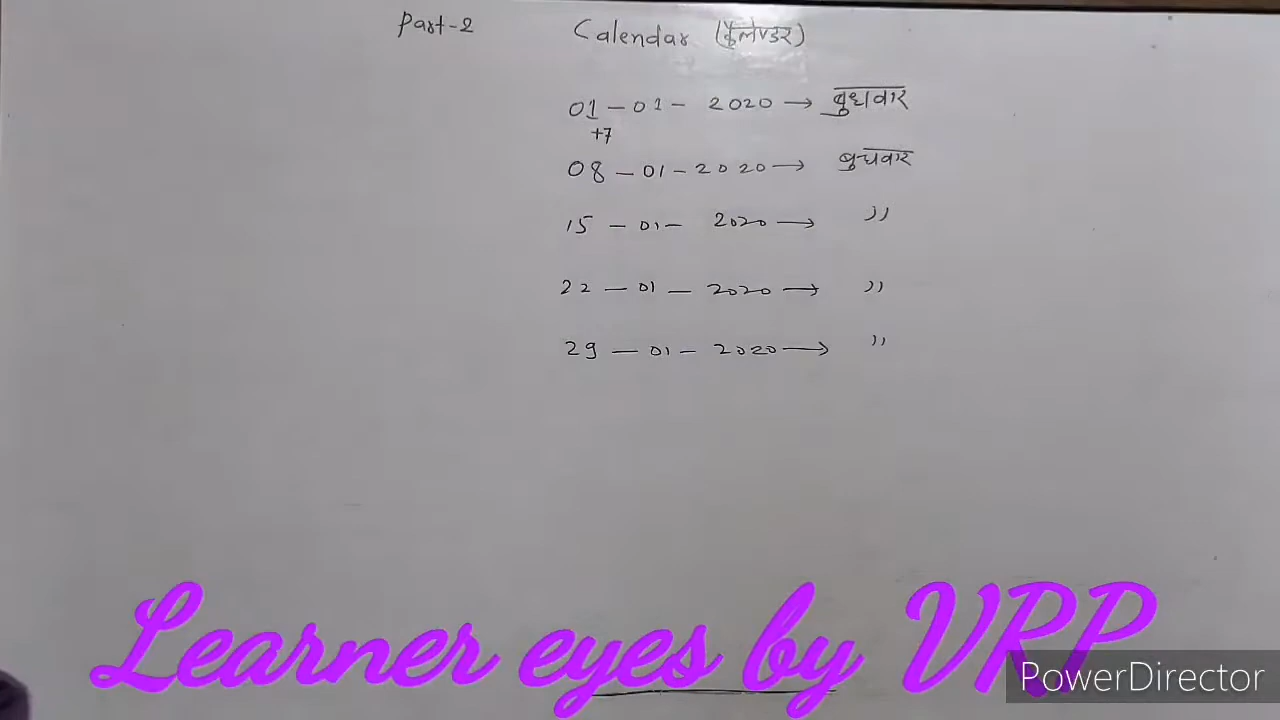 Part-2 Calendar (कैलेण्डर)
01-01-2020 → बुधवार
+7
08-01-2020 → बुधवार
15-01-2020 → "
22-01-2020 → "
29-01-2020 → "
Learner eyes by VRP
PowerDirector